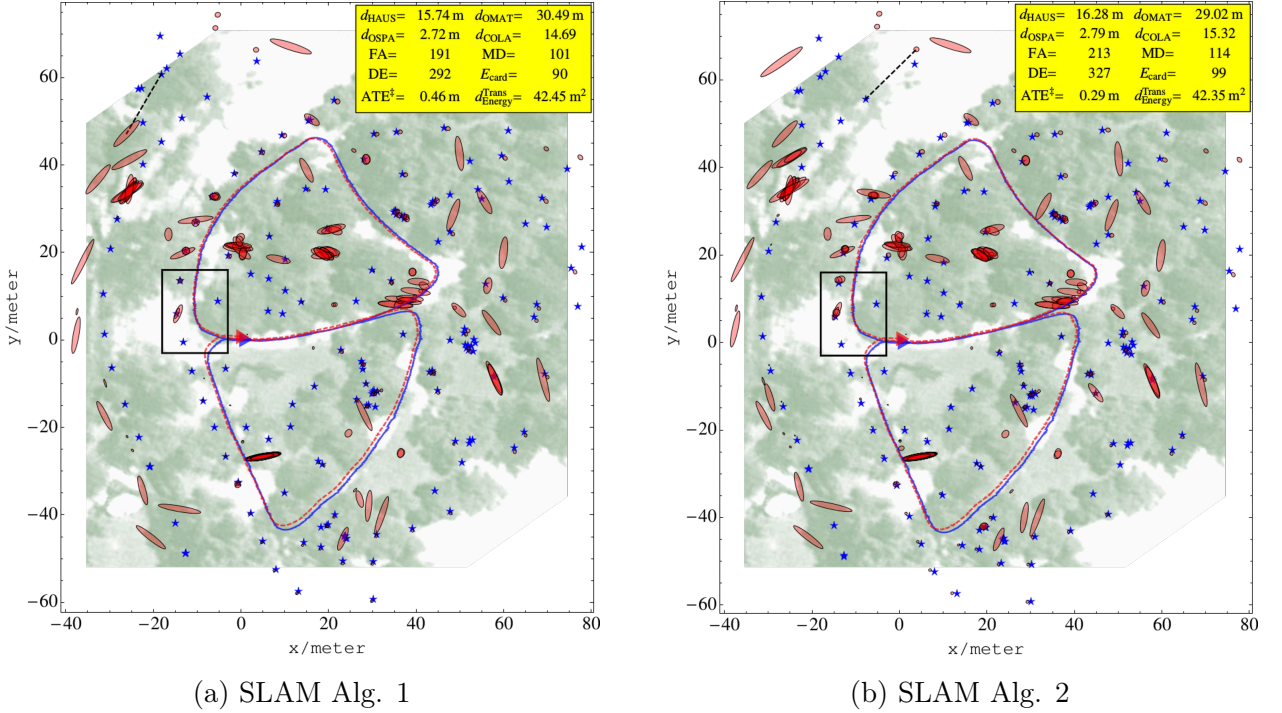 d_HAUS= 15.74 m d_OMAT= 30.49 m
d_OSPA= 2.72 m d_COLA= 14.69
FA= 191 MD= 101
DE= 292 E_card= 90
ATE‡= 0.46 m d_Energy^Trans= 42.45 m²
60
40
20
0
−20
−40
−60
y/meter
−40 −20 0 20 40 60 80
x/meter
(a) SLAM Alg. 1
d_HAUS= 16.28 m d_OMAT= 29.02 m
d_OSPA= 2.79 m d_COLA= 15.32
FA= 213 MD= 114
DE= 327 E_card= 99
ATE‡= 0.29 m d_Energy^Trans= 42.35 m²
60
40
20
0
−20
−40
−60
y/meter
−40 −20 0 20 40 60 80
x/meter
(b) SLAM Alg. 2